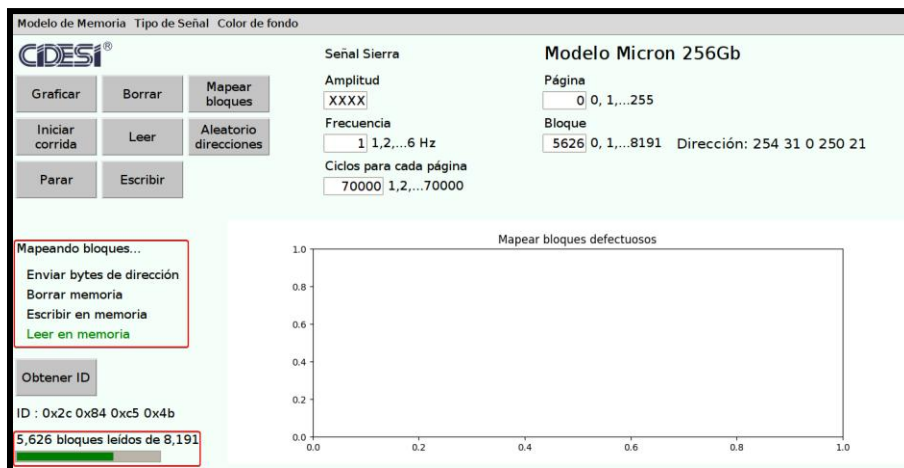 Modelo de Memoria Tipo de Señal Color de fondo
CIDESI®
Señal Sierra
Modelo Micron 256Gb
Graficar
Borrar
Mapear
bloques
Amplitud
XXXX
Página
0 0, 1,...255
Iniciar
corrida
Leer
Aleatorio
direcciones
Frecuencia
1 1,2,...6 Hz
Bloque
5626 0, 1,...8191 Dirección: 254 31 0 250 21
Parar
Escribir
Ciclos para cada página
70000 1,2,...70000
Mapeando bloques...
Enviar bytes de dirección
Borrar memoria
Escribir en memoria
Leer en memoria
Obtener ID
ID : 0x2c 0x84 0xc5 0x4b
5,626 bloques leídos de 8,191
Mapear bloques defectuosos
1.0
0.8
0.6
0.4
0.2
0.0
0.0 0.2 0.4 0.6 0.8 1.0